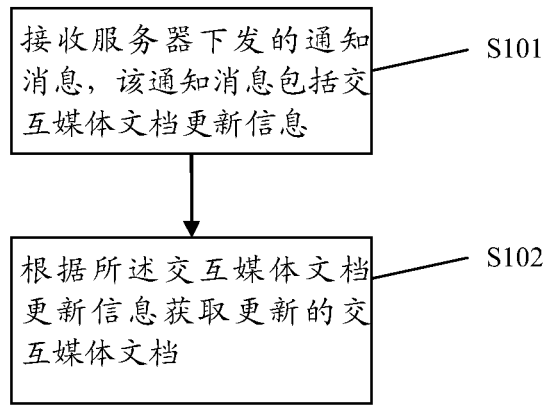 接收服务器下发的通知
消息，该通知消息包括交
互媒体文档更新信息
S101
根据所述交互媒体文档
更新信息获取更新的交
互媒体文档
S102